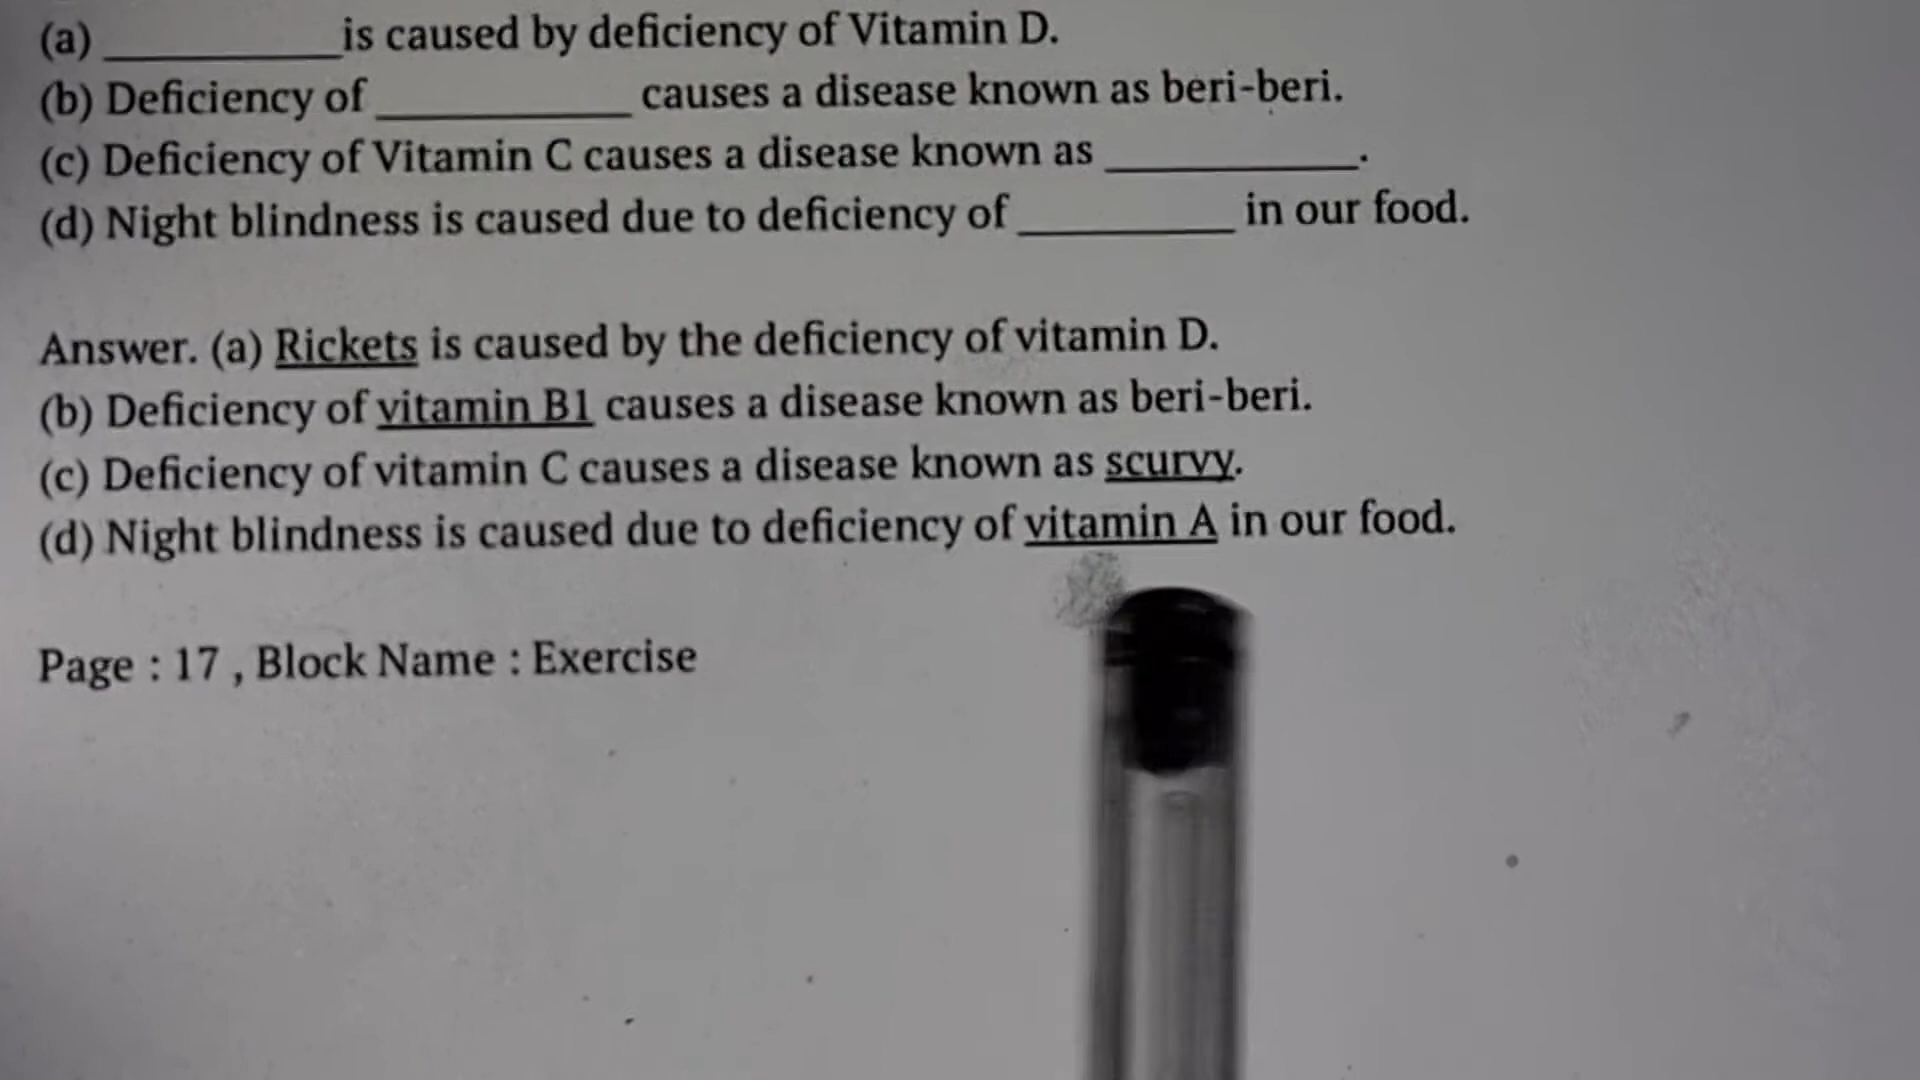 (a) __________is caused by deficiency of Vitamin D.
(b) Deficiency of ___________ causes a disease known as beri-beri.
(c) Deficiency of Vitamin C causes a disease known as ___________.
(d) Night blindness is caused due to deficiency of _________ in our food.
Answer. (a) Rickets is caused by the deficiency of vitamin D.
(b) Deficiency of vitamin B1 causes a disease known as beri-beri.
(c) Deficiency of vitamin C causes a disease known as scurvy.
(d) Night blindness is caused due to deficiency of vitamin A in our food.
Page : 17 , Block Name : Exercise